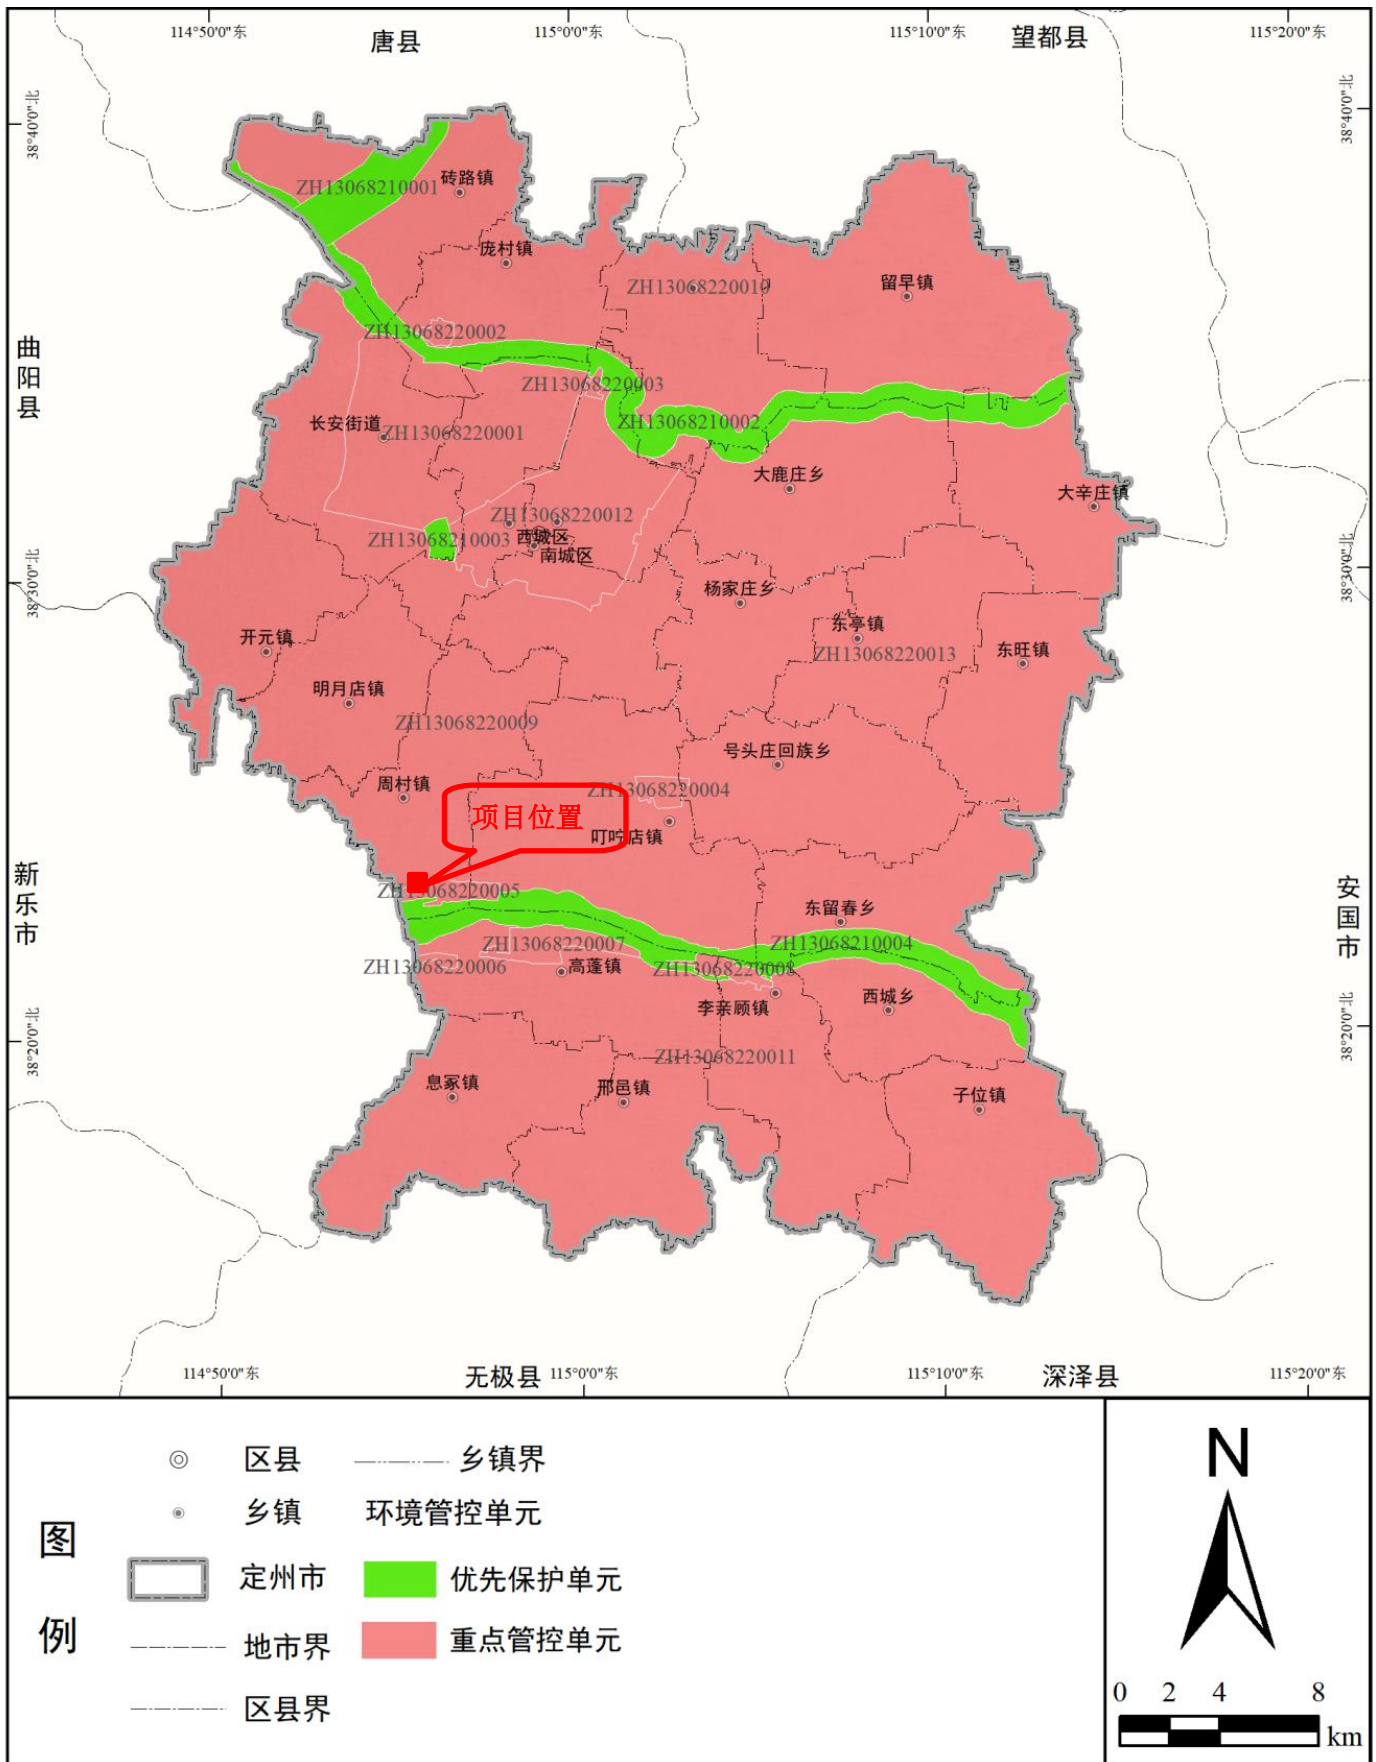 114°50'0"东
115°0'0"东
115°10'0"东
115°20'0"东
唐县
望都县
38°40'0"北
38°40'0"北
ZH13068210001
砖路镇
庞村镇
ZH13068220010
留早镇
ZH13068220002
曲阳县
ZH13068220003
长安街道
ZH13068220001
ZH13068210002
大鹿庄乡
大辛庄镇
ZH13068220012
ZH13068210003
西城区
南城区
38°30'0"北
38°30'0"北
杨家庄乡
开元镇
东亭镇
ZH13068220013
东旺镇
明月店镇
ZH13068220009
号头庄回族乡
周村镇
ZH13068220004
项目位置
叮咛店镇
新乐市
安国市
ZH13068220005
东留春乡
ZH13068220007
ZH13068210004
ZH13068220006
高蓬镇
ZH13068220008
李亲顾镇
西城乡
38°20'0"北
38°20'0"北
ZH13068220011
息冢镇
邢邑镇
子位镇
114°50'0"东
无极县
115°0'0"东
115°10'0"东
深泽县
115°20'0"东
图例
区县
乡镇界
乡镇
环境管控单元
定州市
优先保护单元
地市界
重点管控单元
区县界
N
0 2 4 8
km